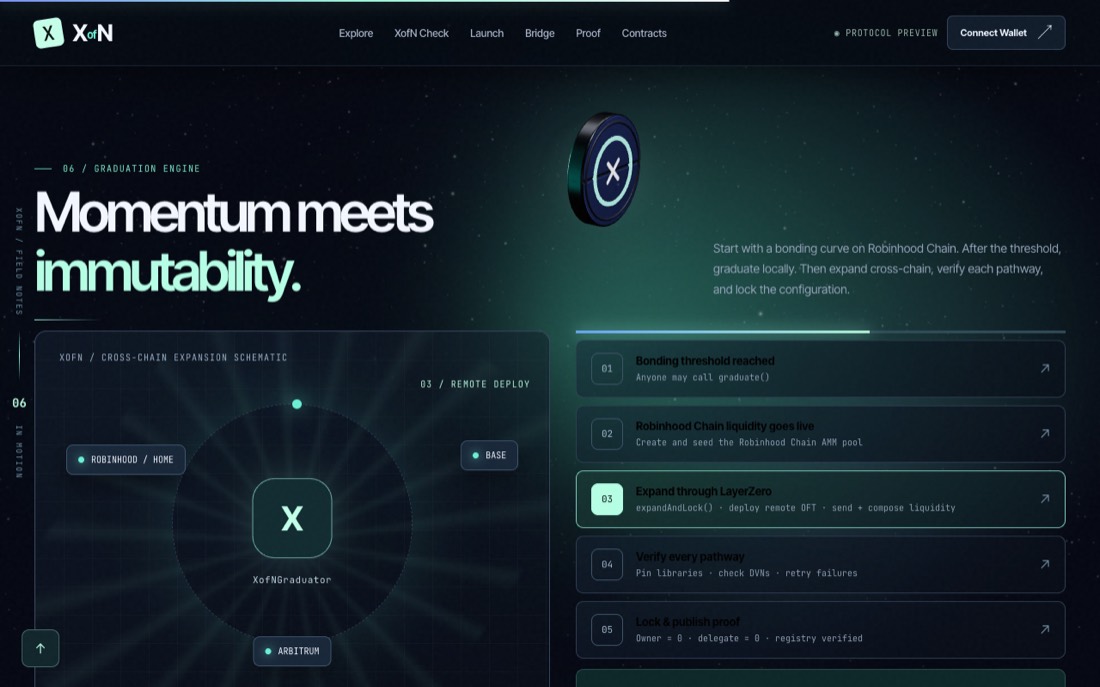 X
XofN
Explore
XofN Check
Launch
Bridge
Proof
Contracts
PROTOCOL PREVIEW
Connect Wallet
X
06 / GRADUATION ENGINE
Momentum meets
immutability.
Start with a bonding curve on Robinhood Chain. After the threshold,
graduate locally. Then expand cross-chain, verify each pathway,
and lock the configuration.
XOFN / FIELD NOTES
06
IN MOTION
XOFN / CROSS-CHAIN EXPANSION SCHEMATIC
03 / REMOTE DEPLOY
ROBINHOOD / HOME
BASE
X
XofNGraduator
ARBITRUM
01
Bonding threshold reached
Anyone may call graduate()
02
Robinhood Chain liquidity goes live
Create and seed the Robinhood Chain AMM pool
03
Expand through LayerZero
expandAndLock() · deploy remote OFT · send + compose liquidity
04
Verify every pathway
Pin libraries · check DVNs · retry failures
05
Lock & publish proof
Owner = 0 · delegate = 0 · registry verified